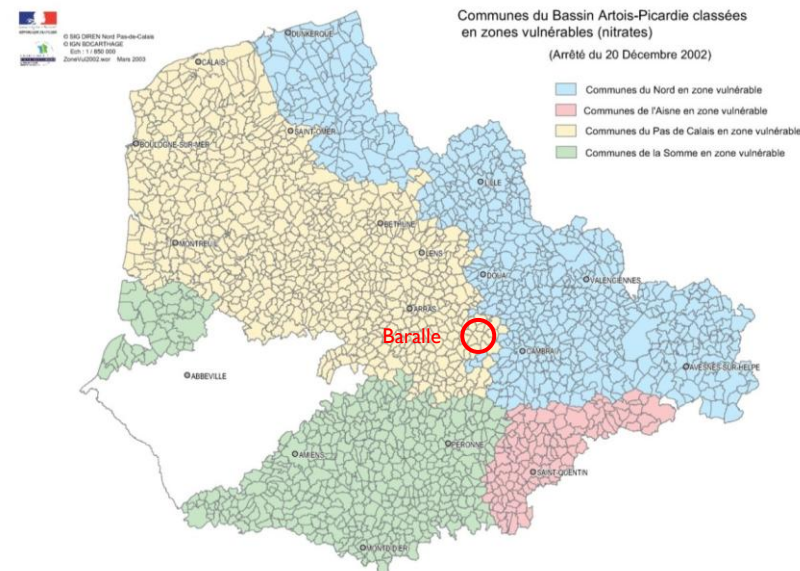 Communes du Bassin Artois-Picardie classées
en zones vulnérables (nitrates)
(Arrêté du 20 Décembre 2002)
© SIG DIREN Nord Pas-de-Calais
© IGN BDCARTHAGE
Ech : 1 / 850 000
ZoneVul2002.wor Mars 2003
Communes du Nord en zone vulnérable
Communes de l'Aisne en zone vulnérable
Communes du Pas de Calais en zone vulnérable
Communes de la Somme en zone vulnérable
DUNKERQUE
CALAIS
SAINT-OMER
BOULOGNE-SUR-MER
LILLE
BETHUNE
MONTREUIL
LENS
DOUAI
VALENCIENNES
ARRAS
Baralle
CAMBRAI
AVESNES-SUR-HELPE
ABBEVILLE
PERONNE
AMIENS
SAINT-QUENTIN
MONTDIDIER